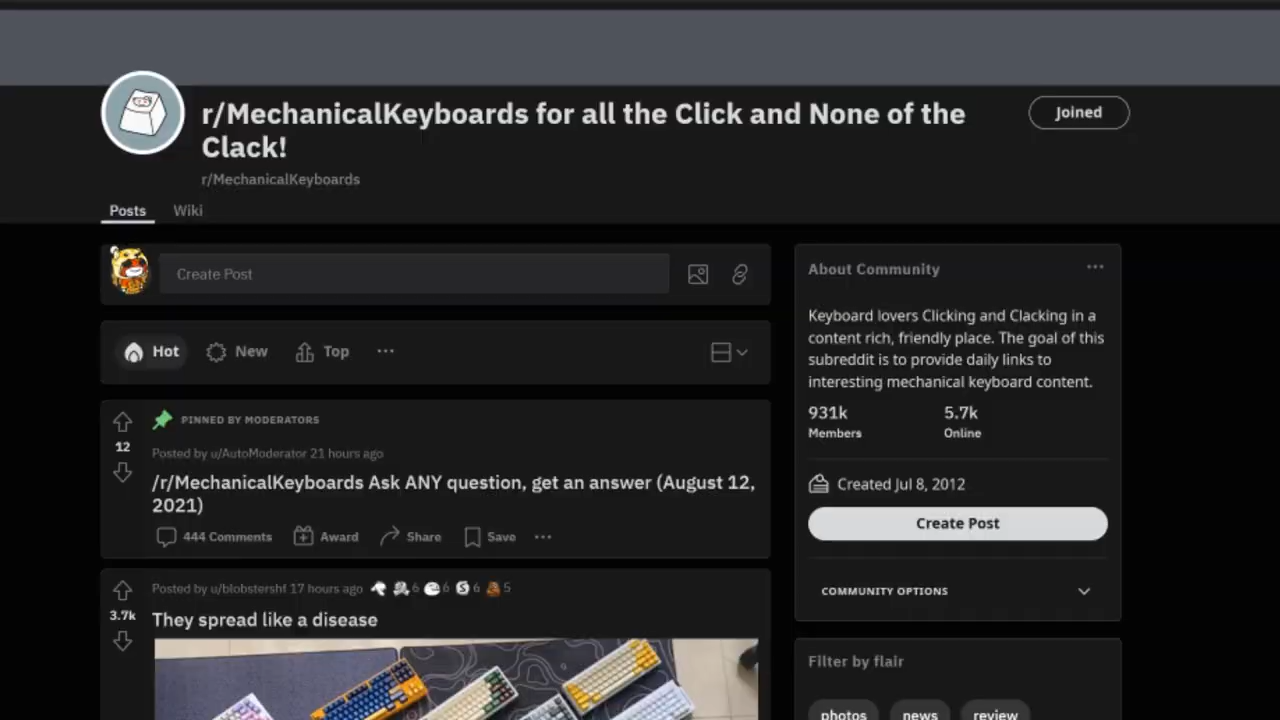 r/MechanicalKeyboards for all the Click and None of the
Clack!
r/MechanicalKeyboards
Joined
Posts
Wiki
Create Post
Hot
New
Top
PINNED BY MODERATORS
12
Posted by u/AutoModerator 21 hours ago
/r/MechanicalKeyboards Ask ANY question, get an answer (August 12,
2021)
444 Comments
Award
Share
Save
Posted by u/blobstershf 17 hours ago
6
6
6
5
3.7k
They spread like a disease
About Community
Keyboard lovers Clicking and Clacking in a
content rich, friendly place. The goal of this
subreddit is to provide daily links to
interesting mechanical keyboard content.
931k
5.7k
Members
Online
Created Jul 8, 2012
Create Post
COMMUNITY OPTIONS
Filter by flair
photos
news
review